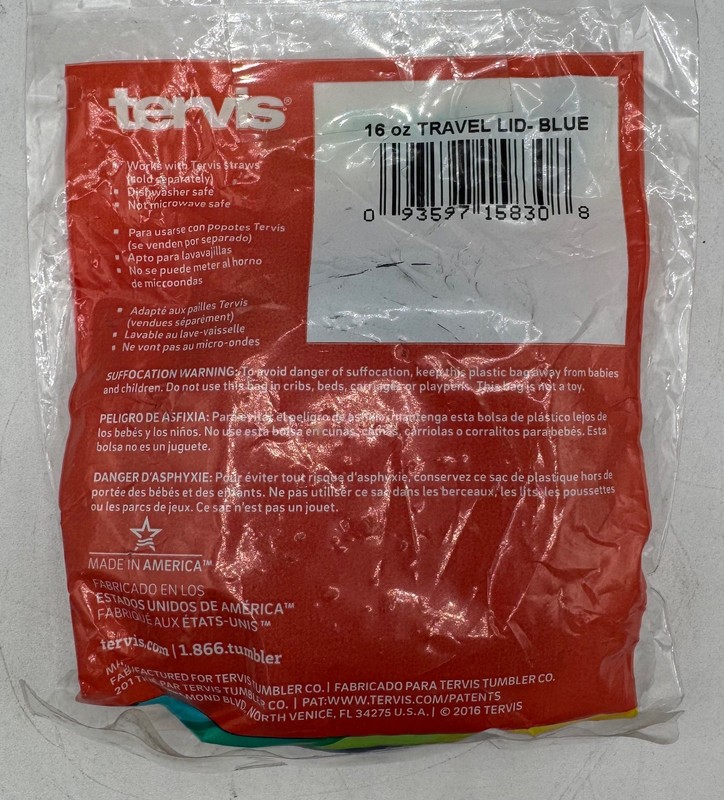 tervis®
16 oz TRAVEL LID- BLUE
0 93597 15830 8
Works with Tervis straws
(sold separately)
Dishwasher safe
Not microwave safe
Para usarse con popotes Tervis
(se venden por separado)
Apto para lavavajillas
No se puede meter al horno
de microondas
Adapté aux pailles Tervis
(vendues séparément)
Lavable au lave-vaisselle
Ne vont pas au micro-ondes
SUFFOCATION WARNING: To avoid danger of suffocation, keep this plastic bag away from babies
and children. Do not use this bag in cribs, beds, carriages or playpens. This bag is not a toy.
PELIGRO DE ASFIXIA: Para evitar el peligro de asfixia, mantenga esta bolsa de plástico lejos de
los bebés y los niños. No use esta bolsa en cunas, camas, carriolas o corralitos para bebés. Esta
bolsa no es un juguete.
DANGER D'ASPHYXIE: Pour éviter tout risque d'asphyxie, conservez ce sac de plastique hors de
portée des bébés et des enfants. Ne pas utiliser ce sac dans les berceaux, les lits, les poussettes
ou les parcs de jeux. Ce sac n'est pas un jouet.
MADE IN AMERICA™
FABRICADO EN LOS
ESTADOS UNIDOS DE AMÉRICA™
FABRIQUÉ AUX ÉTATS-UNIS™
tervis.com | 1.866.tumbler
FACTURED FOR TERVIS TUMBLER CO. | FABRICADO PARA TERVIS TUMBLER CO.
PAR TERVIS TUMBLER CO. | PAT:WWW.TERVIS.COM/PATENTS
201 MOND BLVD, NORTH VENICE, FL 34275 U.S.A. | © 2016 TERVIS